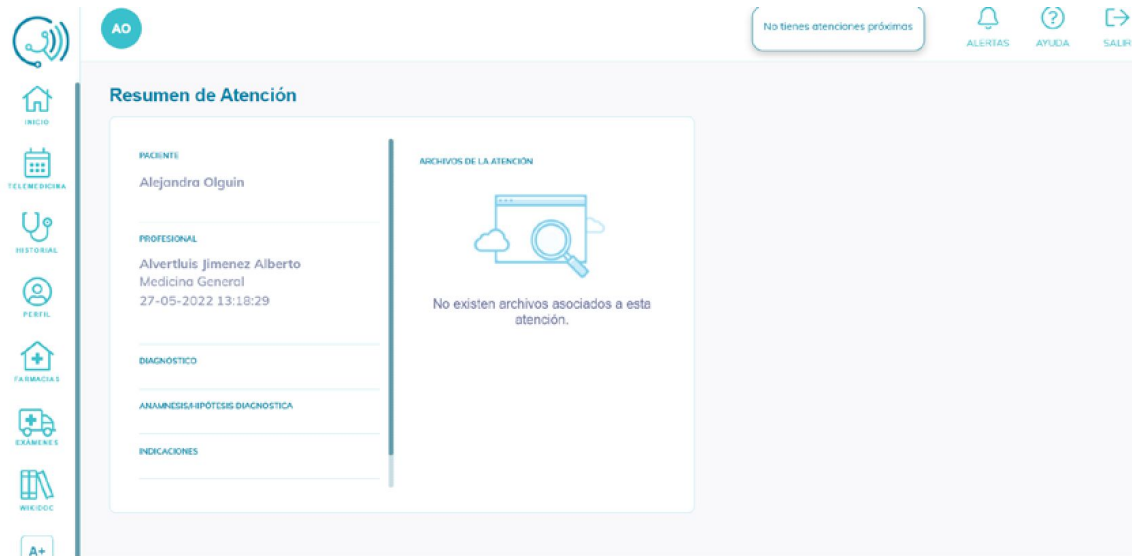 AO
No tienes atenciones próximas
ALERTAS
AYUDA
SALIR
INICIO
TELEMEDICINA
HISTORIAL
PERFIL
FARMACIAS
EXÁMENES
WIKIDOC
A+
Resumen de Atención
PACIENTE
Alejandra Olguin
PROFESIONAL
Alvertluis Jimenez Alberto
Medicina General
27-05-2022 13:18:29
DIAGNÓSTICO
ANAMNESIS/HIPÓTESIS DIAGNOSTICA
INDICACIONES
ARCHIVOS DE LA ATENCIÓN
No existen archivos asociados a esta
atención.